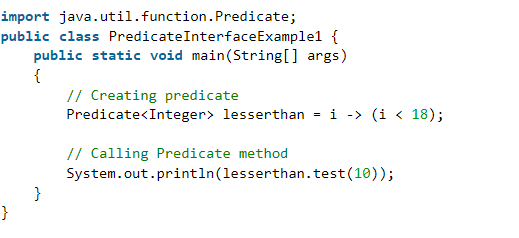 import java.util.function.Predicate;
public class PredicateInterfaceExample1 {
    public static void main(String[] args)
    {
        // Creating predicate
        Predicate<Integer> lesserthan = i -> (i < 18);

        // Calling Predicate method
        System.out.println(lesserthan.test(10));
    }
}